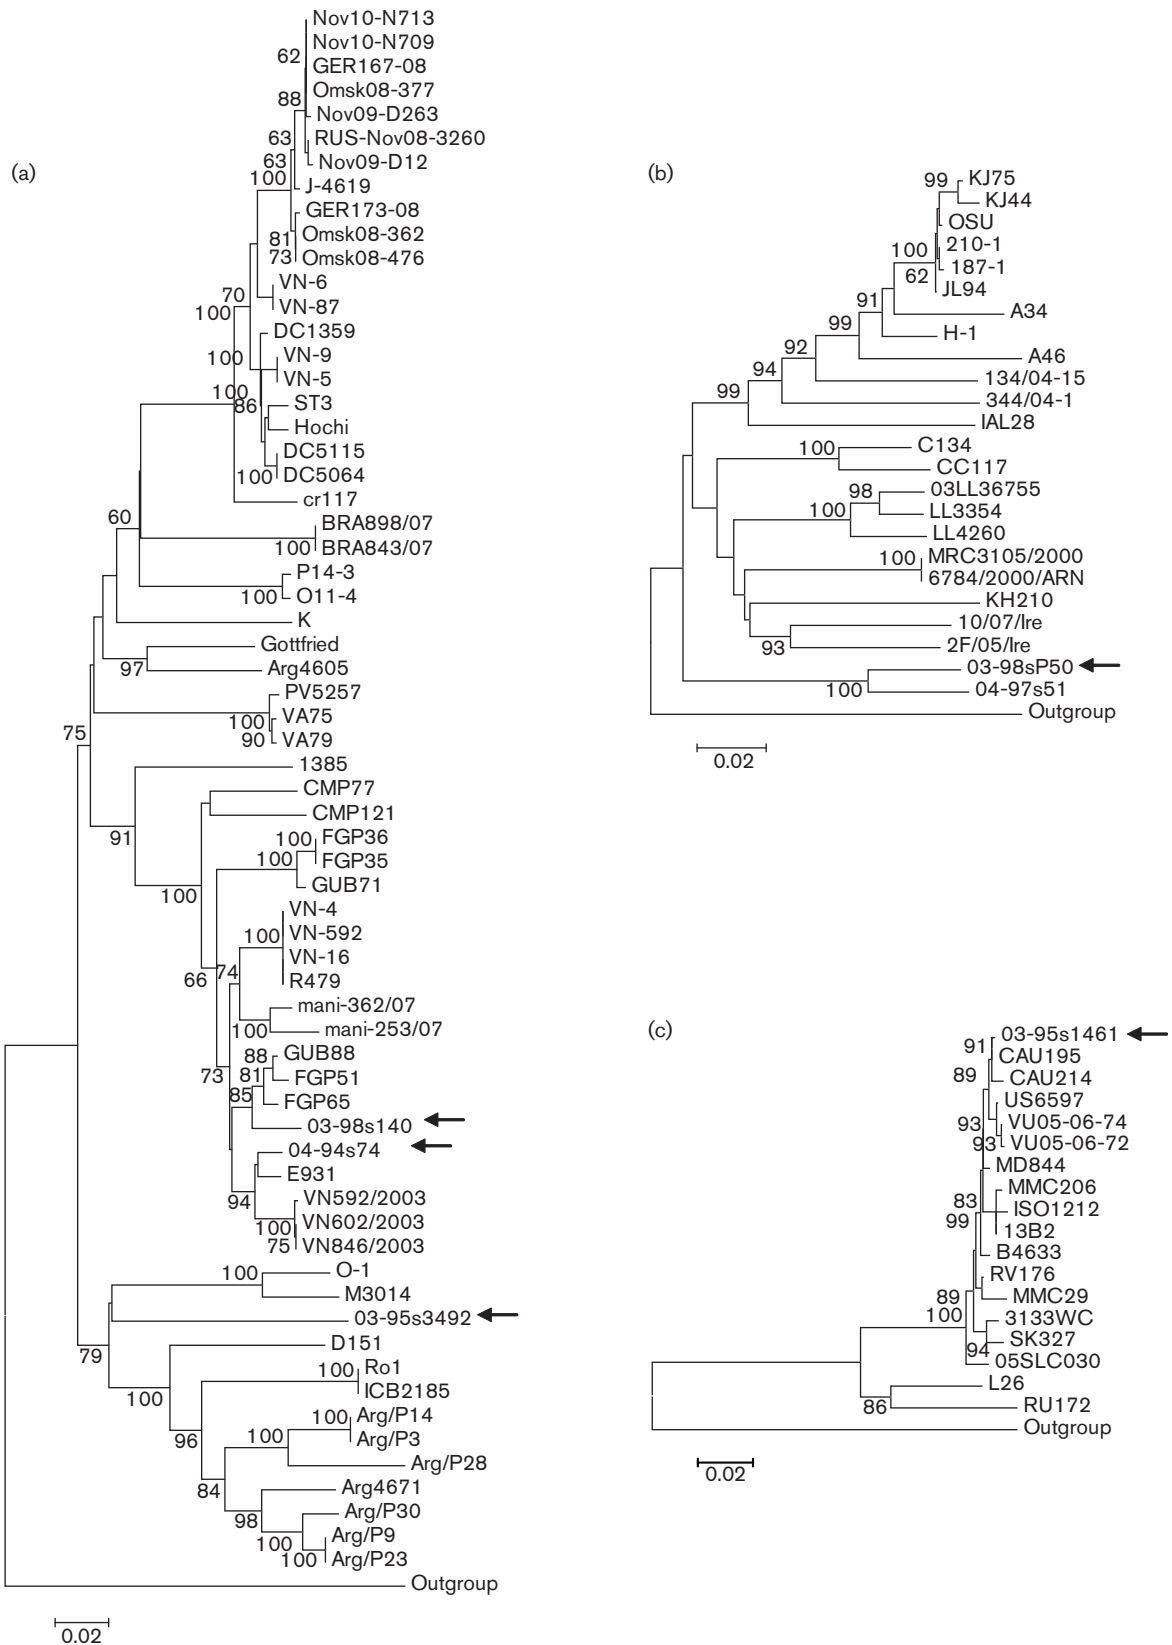 (a)
Nov10-N713
Nov10-N709
62
GER167-08
Omsk08-377
88
Nov09-D263
63
RUS-Nov08-3260
63
Nov09-D12
100
J-4619
GER173-08
81
Omsk08-362
73
Omsk08-476
VN-6
70
VN-87
100
DC1359
100
VN-9
VN-5
100
86
ST3
Hochi
DC5115
100
DC5064
cr117
60
BRA898/07
100
BRA843/07
P14-3
100
O11-4
K
Gottfried
97
Arg4605
PV5257
100
VA75
90
VA79
75
1385
CMP77
CMP121
91
100
FGP36
100
FGP35
100
GUB71
VN-4
100
VN-592
VN-16
66
74
R479
mani-362/07
100
mani-253/07
88
GUB88
73
81
FGP51
85
FGP65
03-98s140
04-94s74
E931
94
VN592/2003
100
VN602/2003
75
VN846/2003
100
O-1
M3014
03-95s3492
79
D151
100
Ro1
100
ICB2185
100
Arg/P14
96
100
Arg/P3
Arg/P28
84
Arg4671
98
Arg/P30
100
Arg/P9
100
Arg/P23
Outgroup
0.02
(b)
99
KJ75
KJ44
OSU
100
210-1
62
187-1
JL94
91
A34
99
H-1
92
A46
94
134/04-15
99
344/04-1
IAL28
100
C134
CC117
98
03LL36755
100
LL3354
LL4260
100
MRC3105/2000
6784/2000/ARN
KH210
10/07/Ire
93
2F/05/Ire
03-98sP50
100
04-97s51
Outgroup
0.02
(c)
03-95s1461
91
CAU195
89
CAU214
US6597
93
VU05-06-74
93
VU05-06-72
MD844
83
MMC206
99
ISO1212
13B2
B4633
RV176
89
MMC29
100
3133WC
94
SK327
05SLC030
L26
86
RU172
Outgroup
0.02